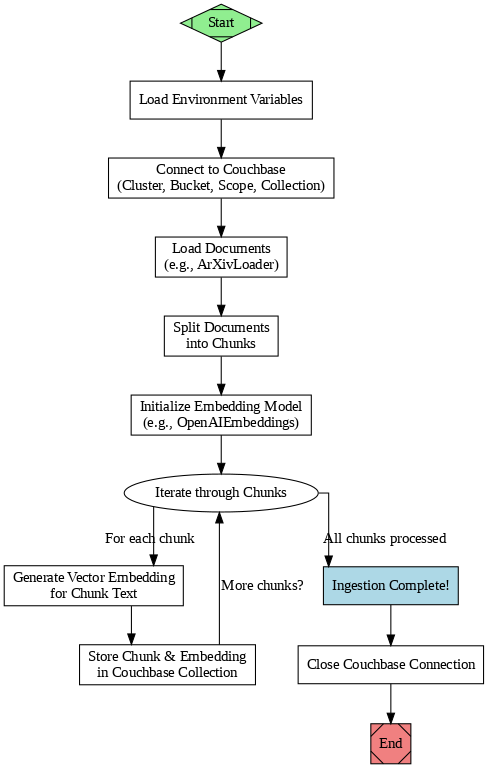 Start
Load Environment Variables
Connect to Couchbase
(Cluster, Bucket, Scope, Collection)
Load Documents
(e.g., ArXivLoader)
Split Documents
into Chunks
Initialize Embedding Model
(e.g., OpenAIEmbeddings)
Iterate through Chunks
For each chunk
All chunks processed
Generate Vector Embedding
for Chunk Text
More chunks?
Ingestion Complete!
Store Chunk & Embedding
in Couchbase Collection
Close Couchbase Connection
End